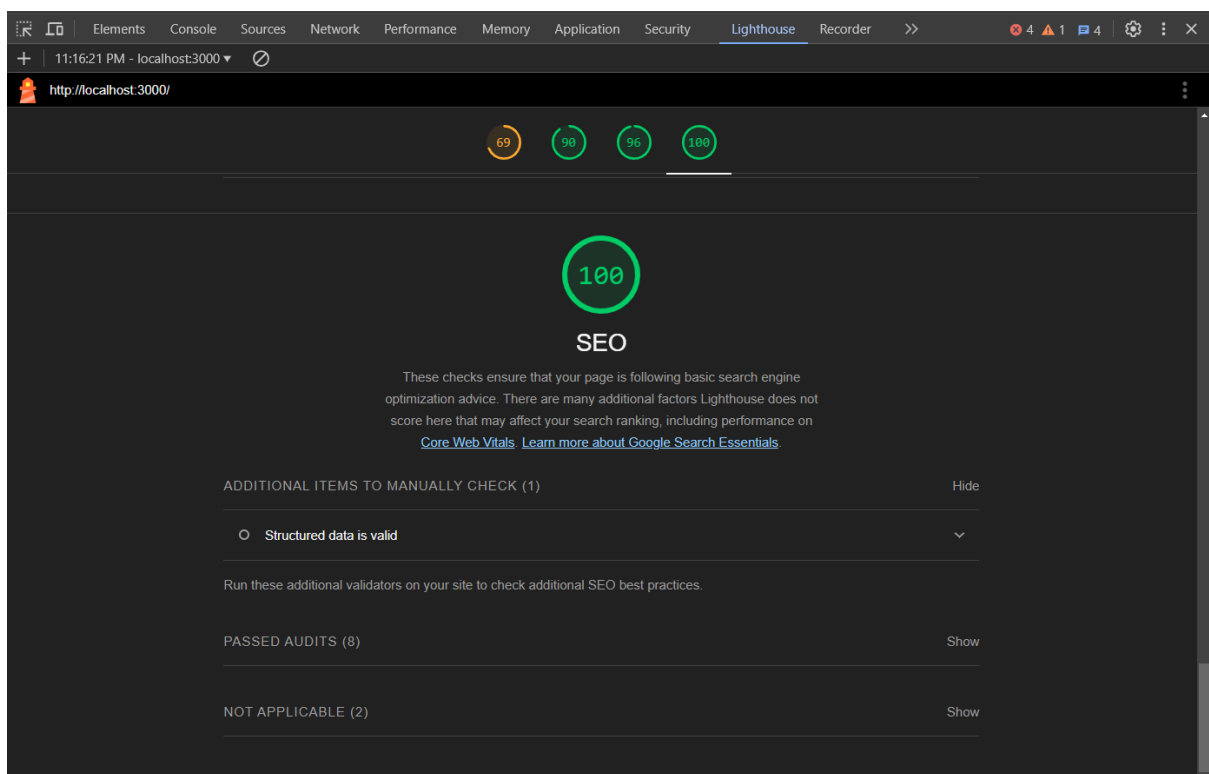 Elements Console Sources Network Performance Memory Application Security Lighthouse Recorder >> 4 1 4
11:16:21 PM - localhost:3000
http://localhost:3000/
69 90 96 100
100
SEO
These checks ensure that your page is following basic search engine
optimization advice. There are many additional factors Lighthouse does not
score here that may affect your search ranking, including performance on
Core Web Vitals. Learn more about Google Search Essentials.
ADDITIONAL ITEMS TO MANUALLY CHECK (1) Hide
Structured data is valid
Run these additional validators on your site to check additional SEO best practices.
PASSED AUDITS (8) Show
NOT APPLICABLE (2) Show